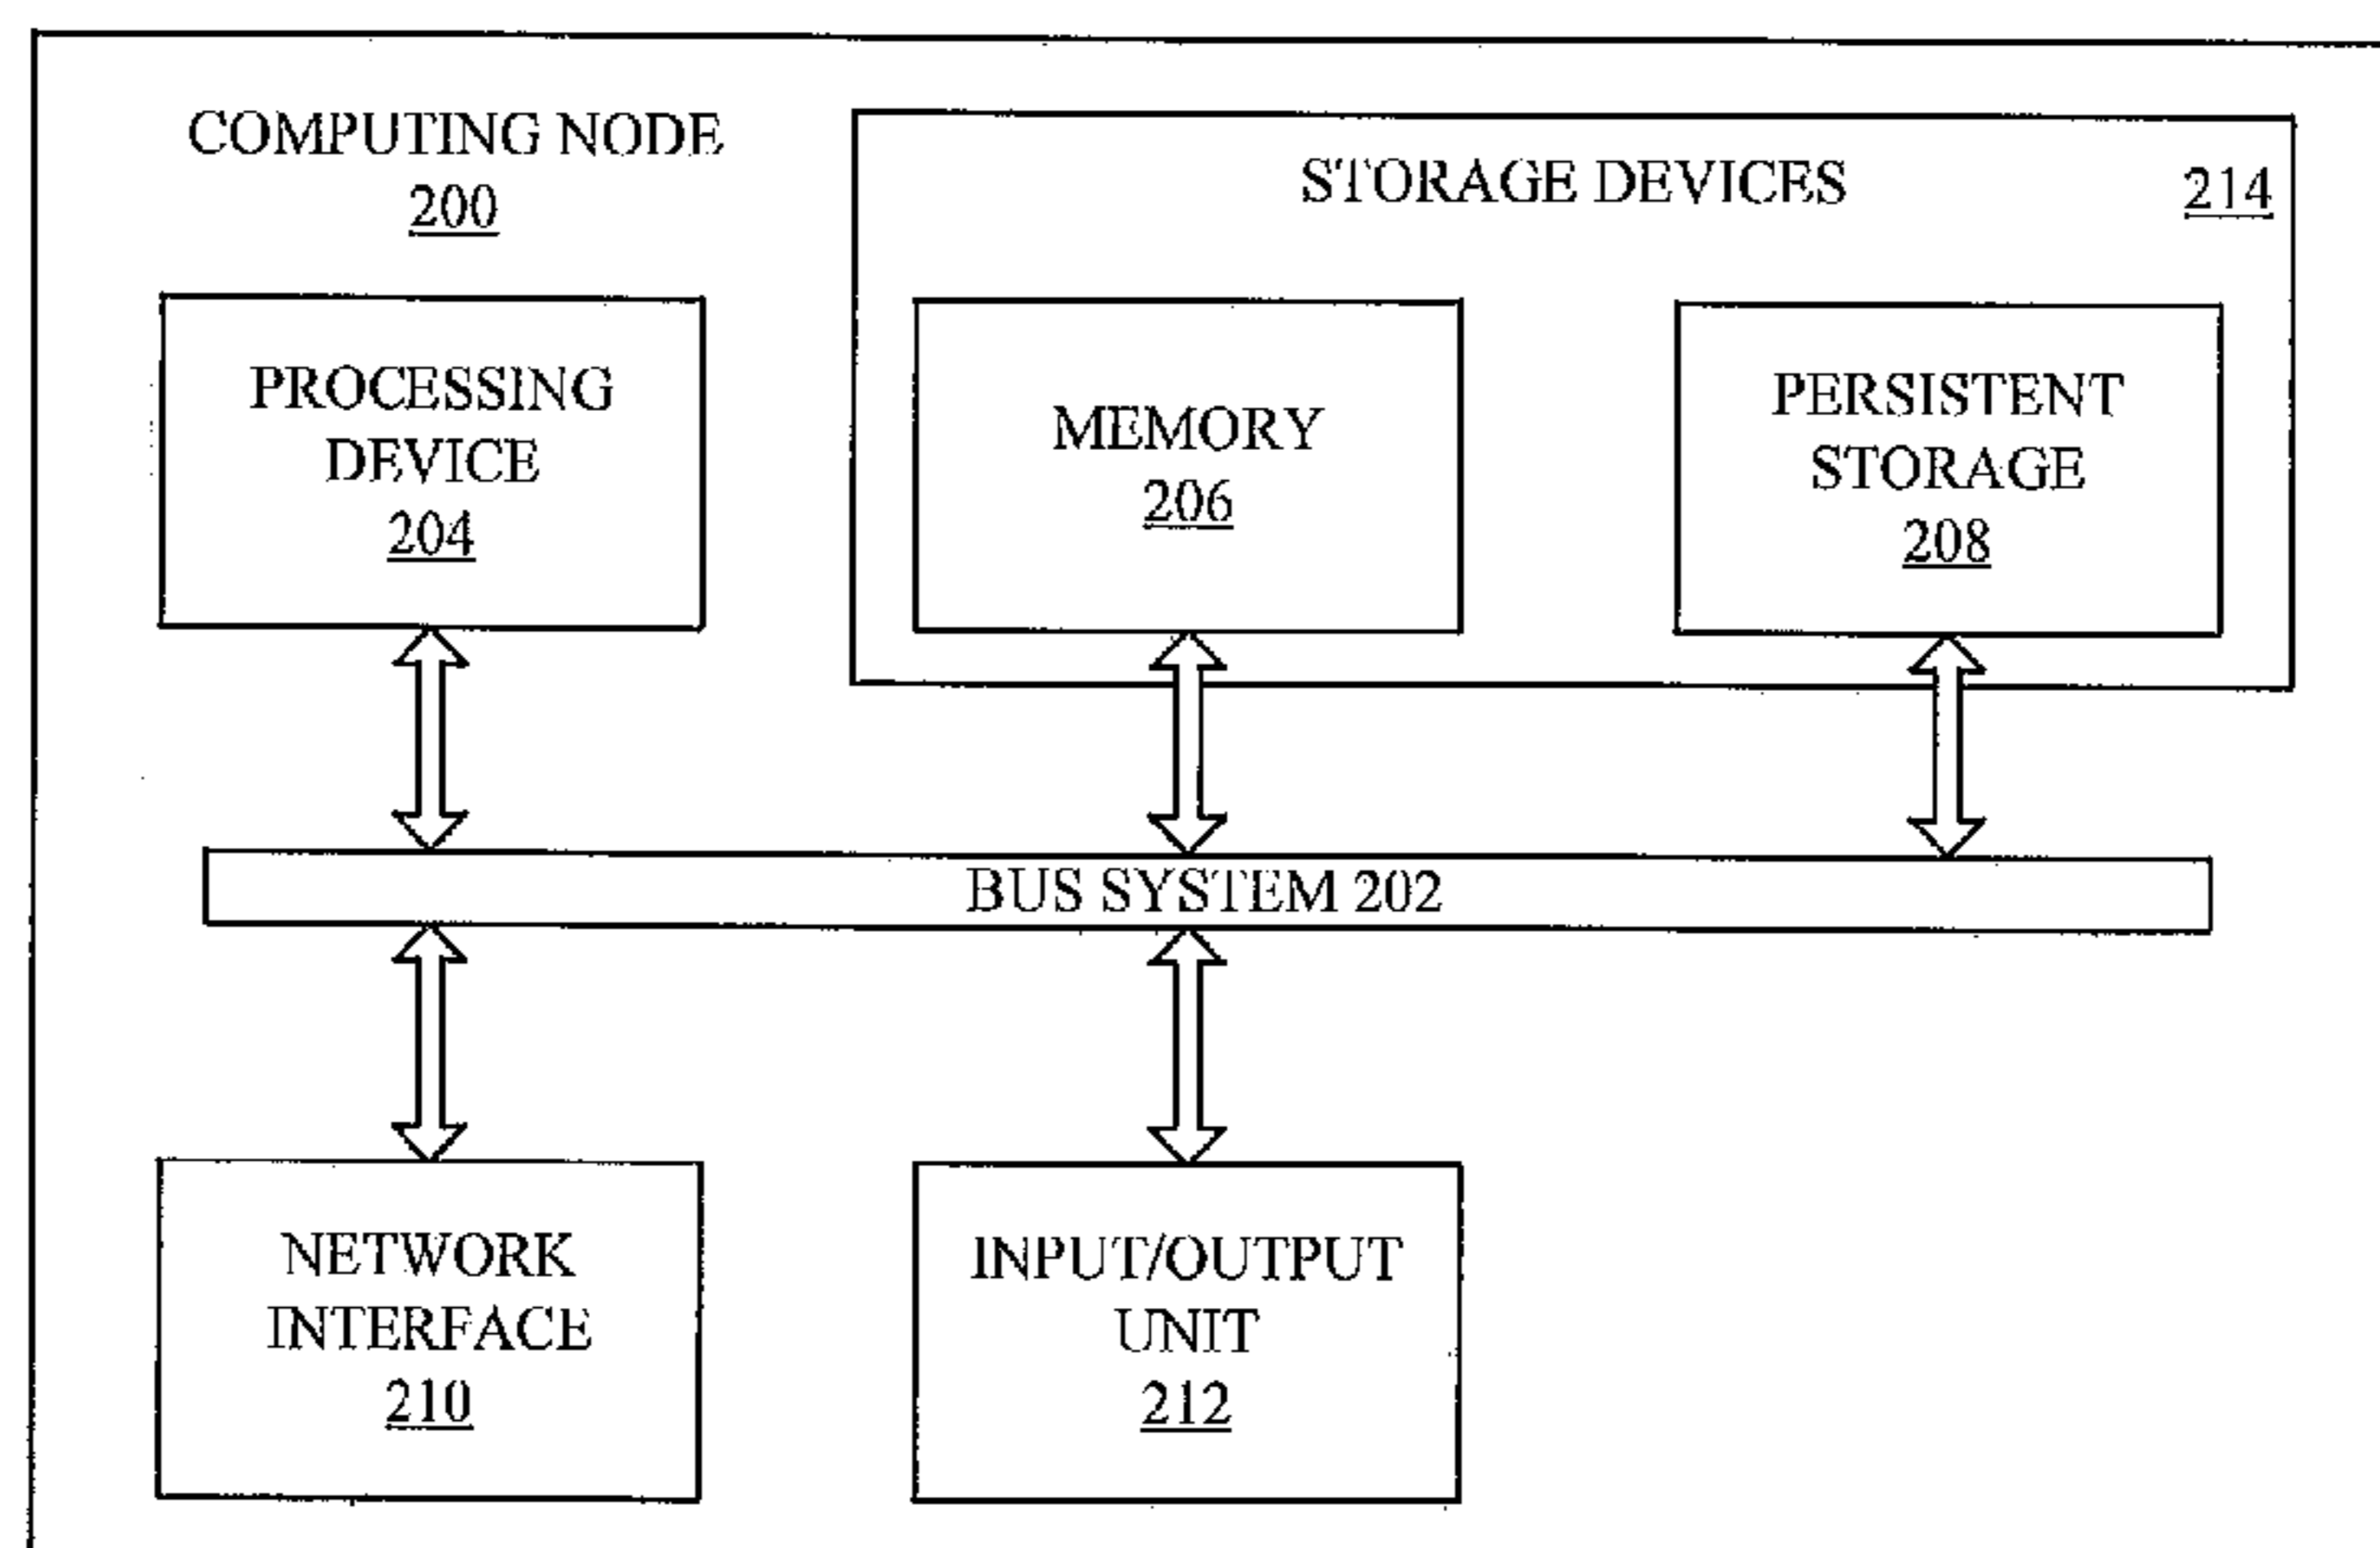 COMPUTING NODE
200
STORAGE DEVICES
214
PROCESSING
DEVICE
204
MEMORY
206
PERSISTENT
STORAGE
208
BUS SYSTEM 202
NETWORK
INTERFACE
210
INPUT/OUTPUT
UNIT
212